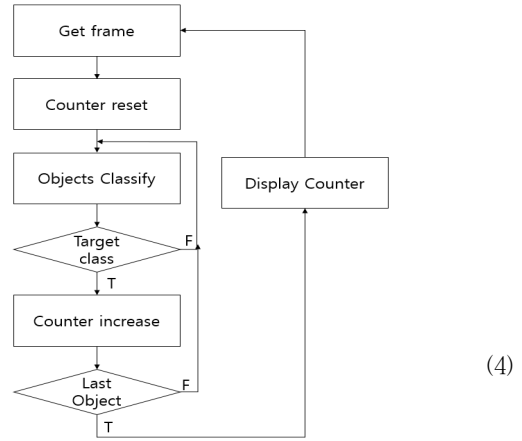 Get frame
Counter reset
Objects Classify
Display Counter
Target
class
F
T
Counter increase
(4)
Last
Object
F
T